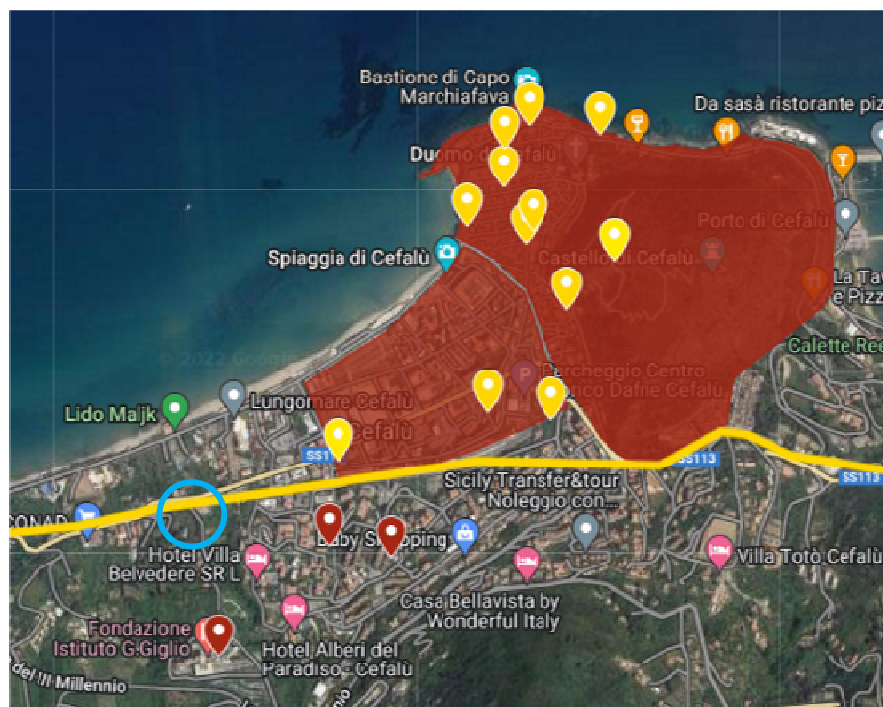 Bastione di Capo
Marchiafava
Da sasà ristorante piz
Duomo di Cefalù
Porto di Cefalù
Spiaggia di Cefalù
Castello di Cefalù
La Tav
e Pizz
© 2022 Google
Calette Ree
Parcheggio Centro
Dafne Cefalù
Lido Maljk
Lungomare Cefalù
Cefalù
SS11
SS113
SS113
Sicily Transfer&tour
Noleggio con...
CONAD
Baby Shopping
Hotel Villa
Belvedere SR L
Villa Totò Cefalù
Casa Bellavista by
Wonderful Italy
Fondazione
Istituto G.Giglio
Hotel Alberi del
Paradiso - Cefalù
del III Millennio